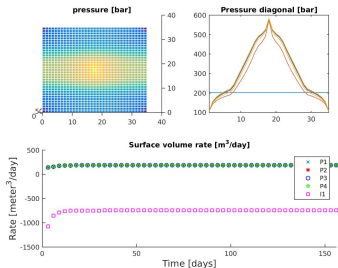 pressure [bar]
40
30
20
10
0
50
0
0 10 20 30 40
Pressure diagonal [bar]
600
500
400
300
200
100
10 20 30
Surface volume rate [m³/day]
Rate [meter³/day]
500
0
-500
-1000
-1500
0 50 100 150
Time [days]
P1
P2
P3
P4
I1